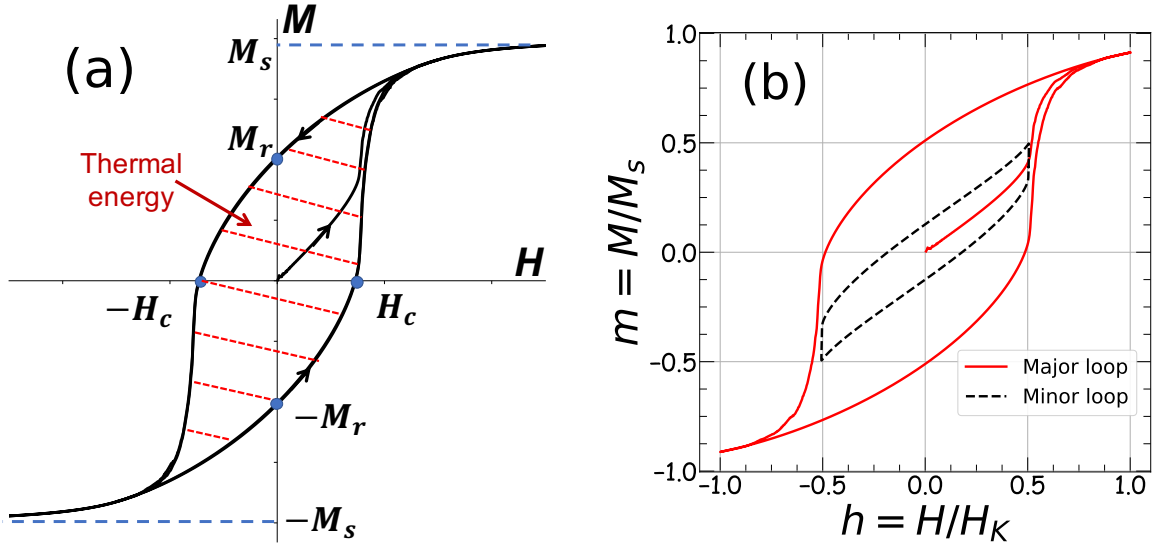 (a)
M
M_s
M_r
Thermal
energy
H
−H_c
H_c
−M_r
−M_s
(b)
m = M/M_s
1.0
0.5
0.0
−0.5
−1.0
Major loop
Minor loop
−1.0 −0.5 0.0 0.5 1.0
h = H/H_K